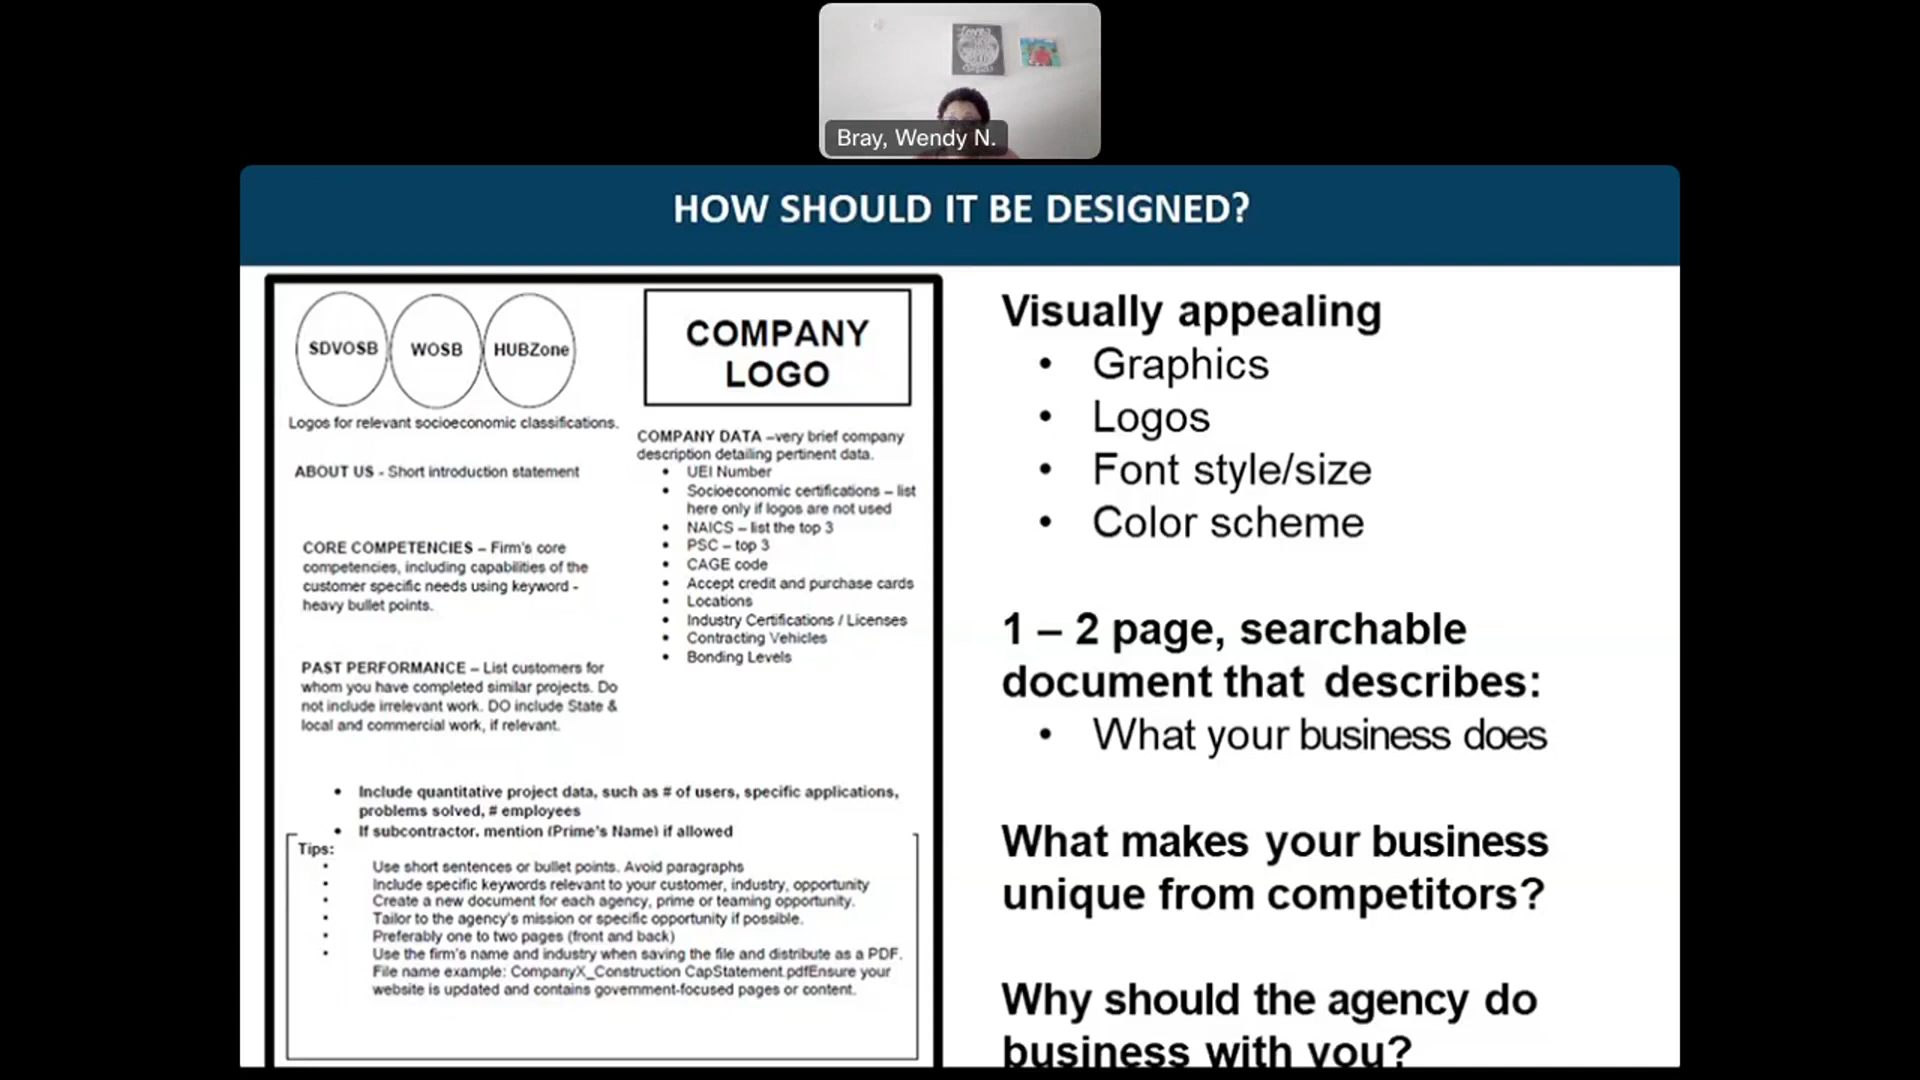 Bray, Wendy N.
HOW SHOULD IT BE DESIGNED?
SDVOSB
WOSB
HUBZone
Logos for relevant socioeconomic classifications.
ABOUT US - Short introduction statement
CORE COMPETENCIES – Firm's core
competencies, including capabilities of the
customer specific needs using keyword -
heavy bullet points.
PAST PERFORMANCE – List customers for
whom you have completed similar projects. Do
not include irrelevant work. DO include State &
local and commercial work, if relevant.
COMPANY
LOGO
COMPANY DATA –very brief company
description detailing pertinent data.
• UEI Number
• Socioeconomic certifications – list
here only if logos are not used
• NAICS – list the top 3
• PSC – top 3
• CAGE code
• Accept credit and purchase cards
• Locations
• Industry Certifications / Licenses
• Contracting Vehicles
• Bonding Levels
• Include quantitative project data, such as # of users, specific applications,
problems solved, # employees
• If subcontractor, mention (Prime's Name) if allowed
Tips:
• Use short sentences or bullet points. Avoid paragraphs
• Include specific keywords relevant to your customer, industry, opportunity
• Create a new document for each agency, prime or teaming opportunity.
• Tailor to the agency's mission or specific opportunity if possible.
• Preferably one to two pages (front and back)
• Use the firm's name and industry when saving the file and distribute as a PDF.
File name example: CompanyX_Construction CapStatement.pdfEnsure your
website is updated and contains government-focused pages or content.
Visually appealing
• Graphics
• Logos
• Font style/size
• Color scheme
1 – 2 page, searchable
document that describes:
• What your business does
What makes your business
unique from competitors?
Why should the agency do
business with you?